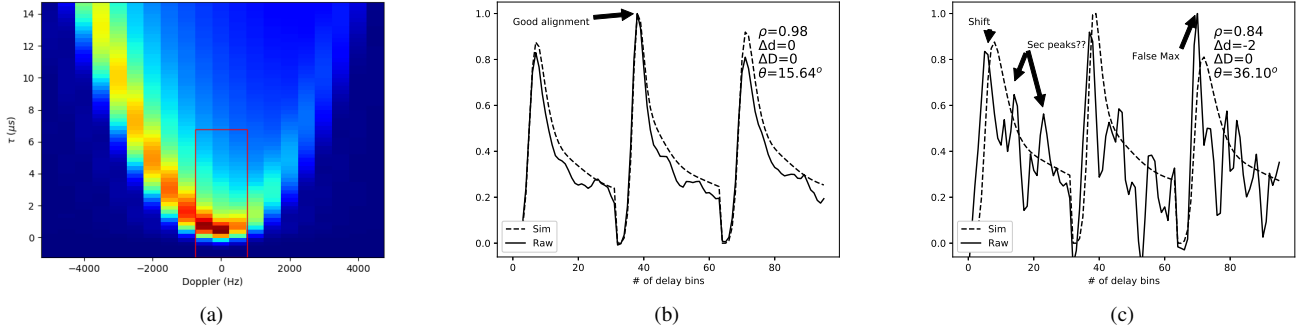 14
12
10
8
6
4
2
0
τ (μs)
−4000
−2000
0
2000
4000
Doppler (Hz)
(a)
1.0
0.8
0.6
0.4
0.2
0.0
Good alignment
ρ=0.98
Δd=0
ΔD=0
θ=15.64°
Sim
Raw
0
20
40
60
80
# of delay bins
(b)
1.0
0.8
0.6
0.4
0.2
0.0
Shift
Sec peaks??
False Max
ρ=0.84
Δd=-2
ΔD=0
θ=36.10°
Sim
Raw
0
20
40
60
80
# of delay bins
(c)